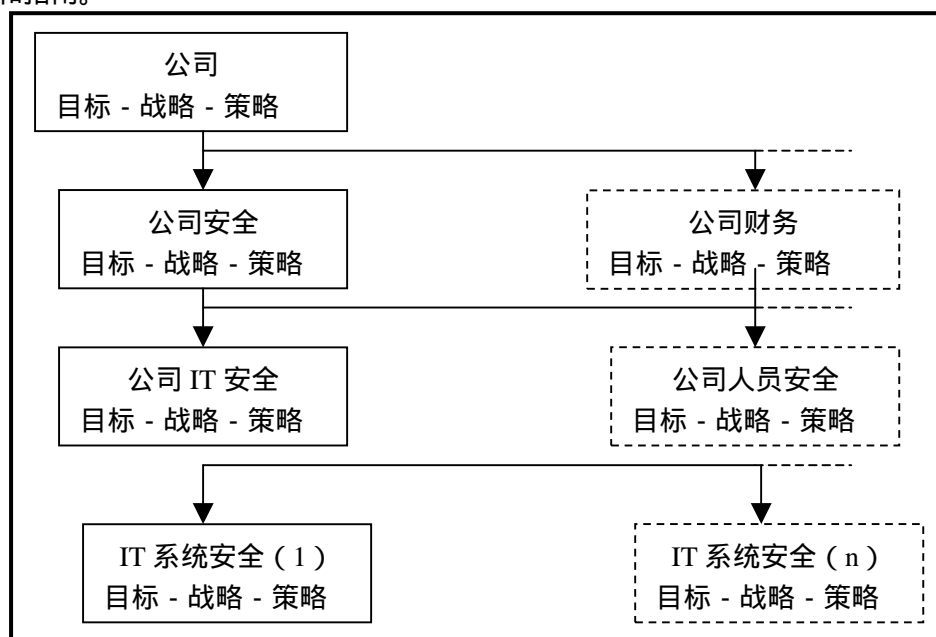 公司
目标 - 战略 - 策略
公司安全
目标 - 战略 - 策略
公司财务
目标 - 战略 - 策略
公司 IT 安全
目标 - 战略 - 策略
公司人员安全
目标 - 战略 - 策略
IT 系统安全（1）
目标 - 战略 - 策略
IT 系统安全（n）
目标 - 战略 - 策略